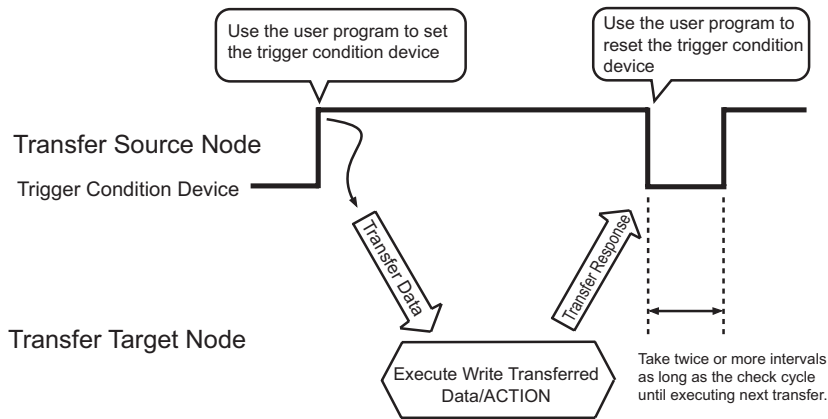 Use the user program to set
the trigger condition device
Use the user program to
reset the trigger condition
device
Transfer Source Node
Trigger Condition Device
Transfer Data
Transfer Response
Transfer Target Node
Execute Write Transferred
Data/ACTION
Take twice or more intervals
as long as the check cycle
until executing next transfer.